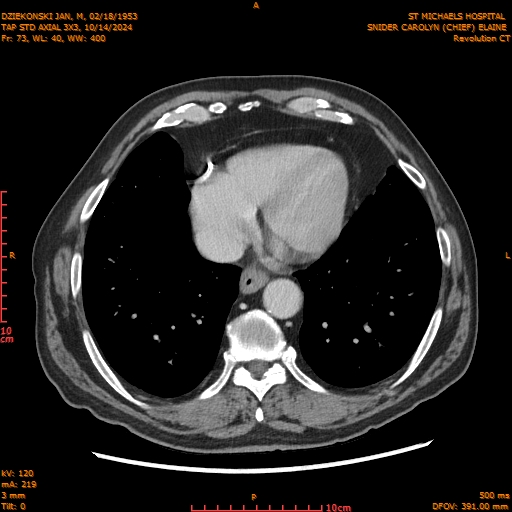 A
DZIEKONSKI JAN, M, 02/18/1953
TAP STD AXIAL 3X3, 10/14/2024
Fr: 73, WL: 40, WW: 400
ST MICHAELS HOSPITAL
SNIDER CAROLYN (CHIEF) ELAINE
Revolution CT
R
L
10
cm
kV: 120
mA: 219
3 mm
Tilt: 0
P
10cm
500 ms
DFOV: 391.00 mm